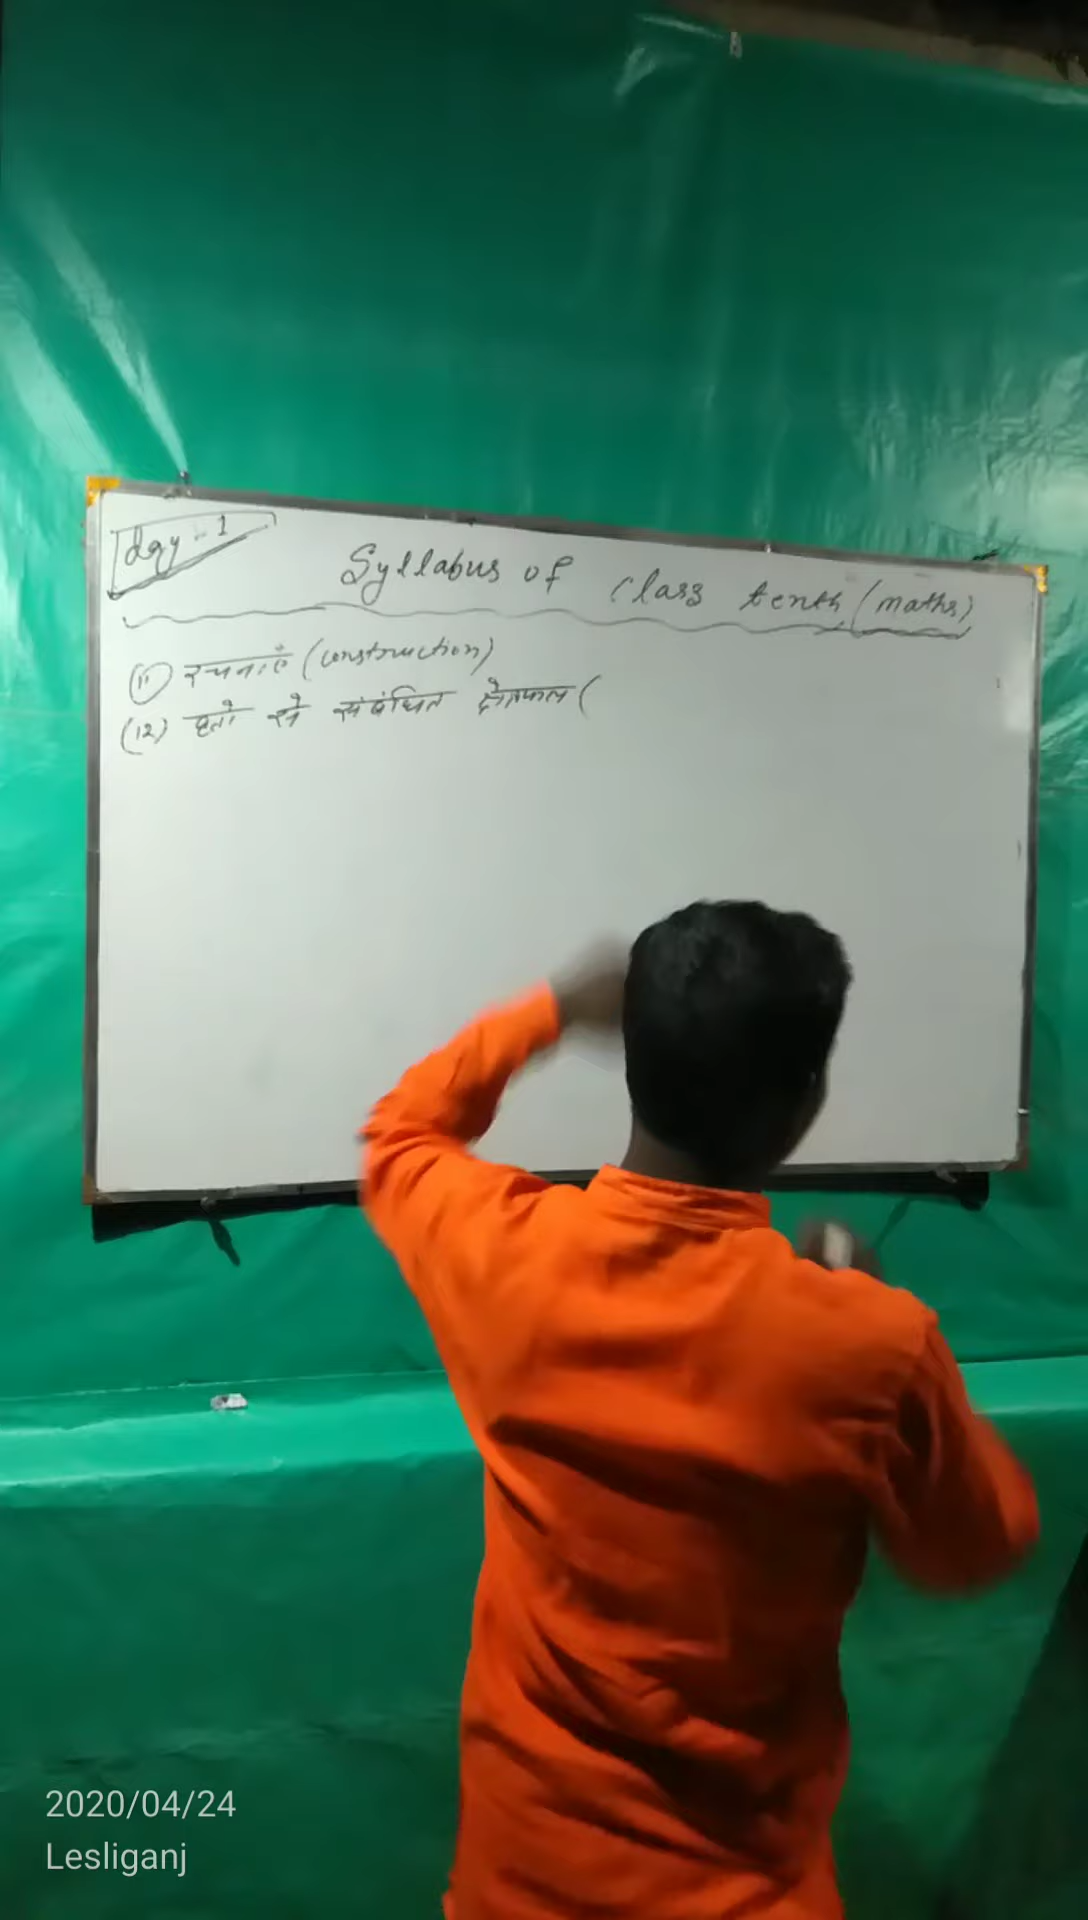 day - 1
Syllabus of class tenth (maths)
(11) रचनाएँ (construction)
(12) वृतो से संबंधित क्षेत्रफल (
2020/04/24
Lesliganj